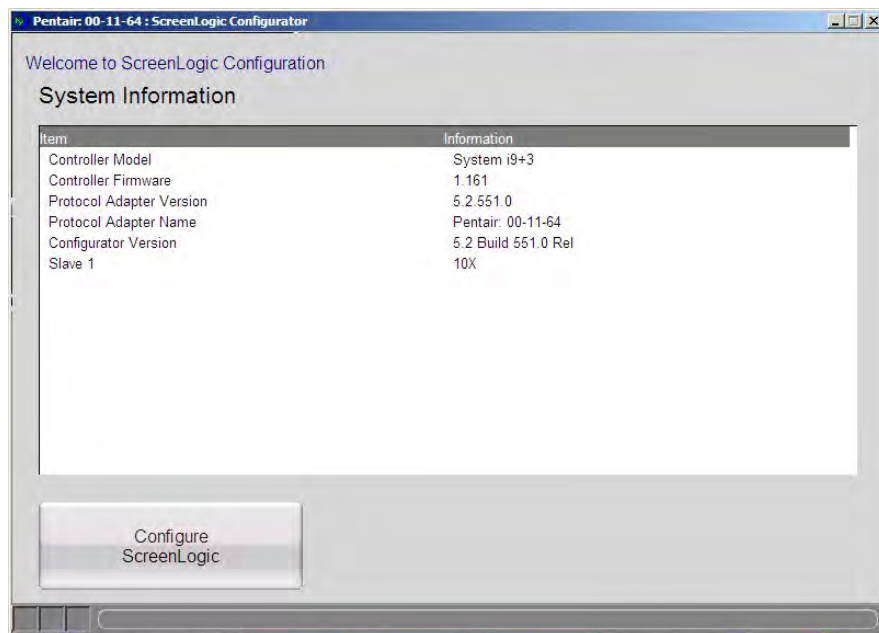 Pentair: 00-11-64 : ScreenLogic Configurator
Welcome to ScreenLogic Configuration
System Information
Item Information
Controller Model System i9+3
Controller Firmware 1.161
Protocol Adapter Version 5.2.551.0
Protocol Adapter Name Pentair: 00-11-64
Configurator Version 5.2 Build 551.0 Rel
Slave 1 10X
Configure
ScreenLogic